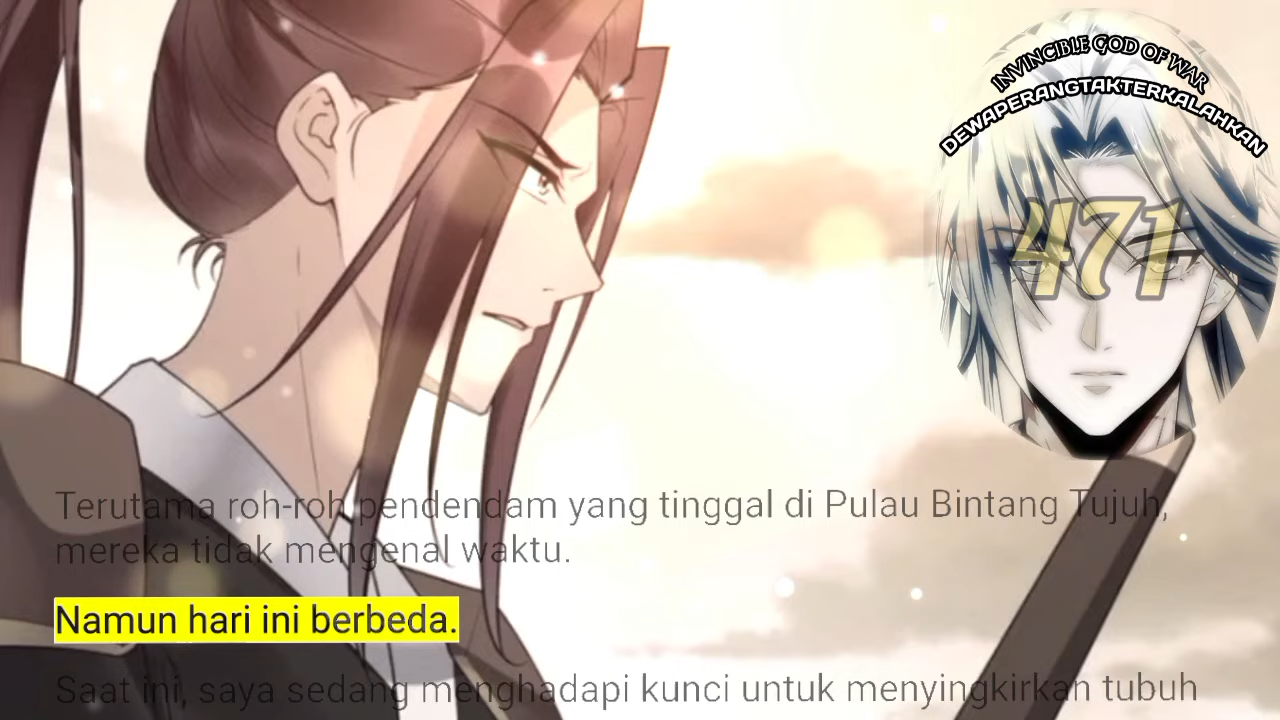 INVINCIBLE GOD OF WAR
DEWAPERANGTAKTERKALAHKAN
471
Terutama roh-roh pendendam yang tinggal di Pulau Bintang Tujuh,
mereka tidak mengenal waktu.
Namun hari ini berbeda.
Saat ini, saya sedang menghadapi kunci untuk menyingkirkan tubuh